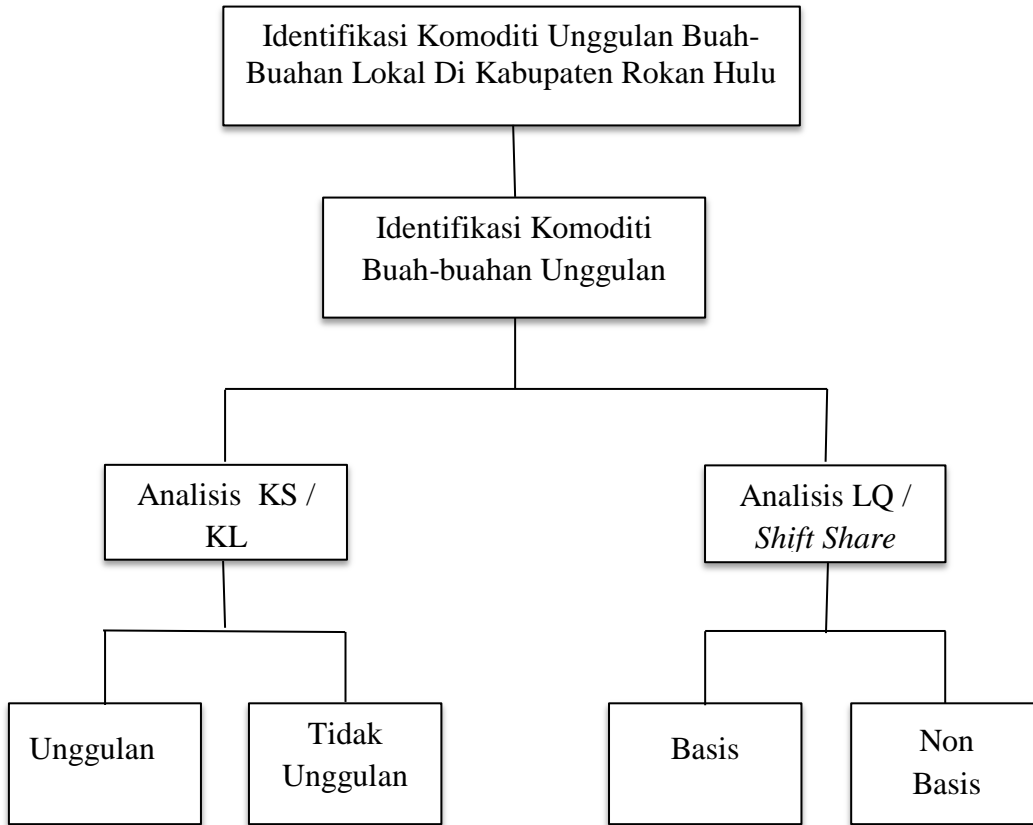 Identifikasi Komoditi Unggulan Buah-
Buahan Lokal Di Kabupaten Rokan Hulu
Identifikasi Komoditi
Buah-buahan Unggulan
Analisis KS /
KL
Analisis LQ /
Shift Share
Unggulan
Tidak
Unggulan
Basis
Non
Basis